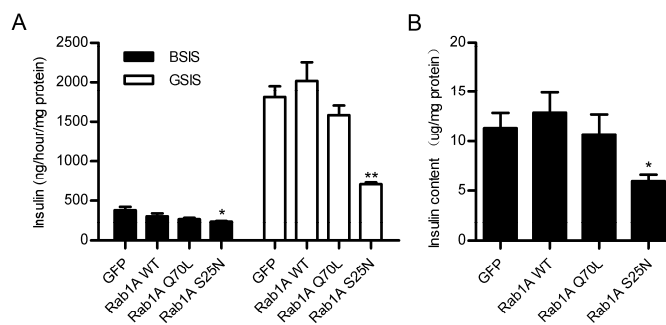 A
2500
2000
1500
1000
500
0
Insulin (ng/hour/mg protein)
BSIS
GSIS
*
**
GFP
Rab1A WT
Rab1A Q70L
Rab1A S25N
GFP
Rab1A WT
Rab1A Q70L
Rab1A S25N
B
20
15
10
5
0
Insulin content（ug/mg protein）
*
GFP
Rab1A WT
Rab1A Q70L
Rab1A S25N